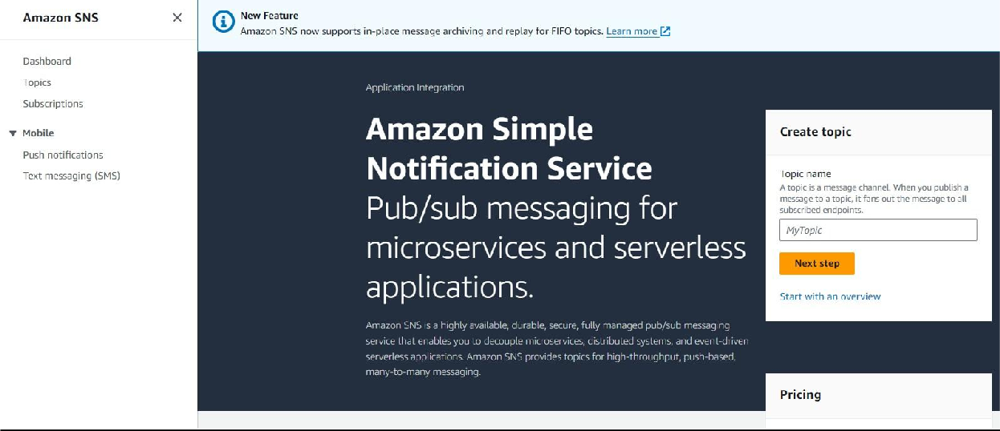 Amazon SNS
Dashboard
Topics
Subscriptions
Mobile
Push notifications
Text messaging (SMS)
New Feature
Amazon SNS now supports in-place message archiving and replay for FIFO topics. Learn more
Application Integration
Amazon Simple
Notification Service
Pub/sub messaging for
microservices and serverless
applications.
Amazon SNS is a highly available, durable, secure, fully managed pub/sub messaging
service that enables you to decouple microservices, distributed systems, and event-driven
serverless applications. Amazon SNS provides topics for high-throughput, push-based,
many-to-many messaging.
Create topic
Topic name
A topic is a message channel. When you publish a
message to a topic, it fans out the message to all
subscribed endpoints.
MyTopic
Next step
Start with an overview
Pricing